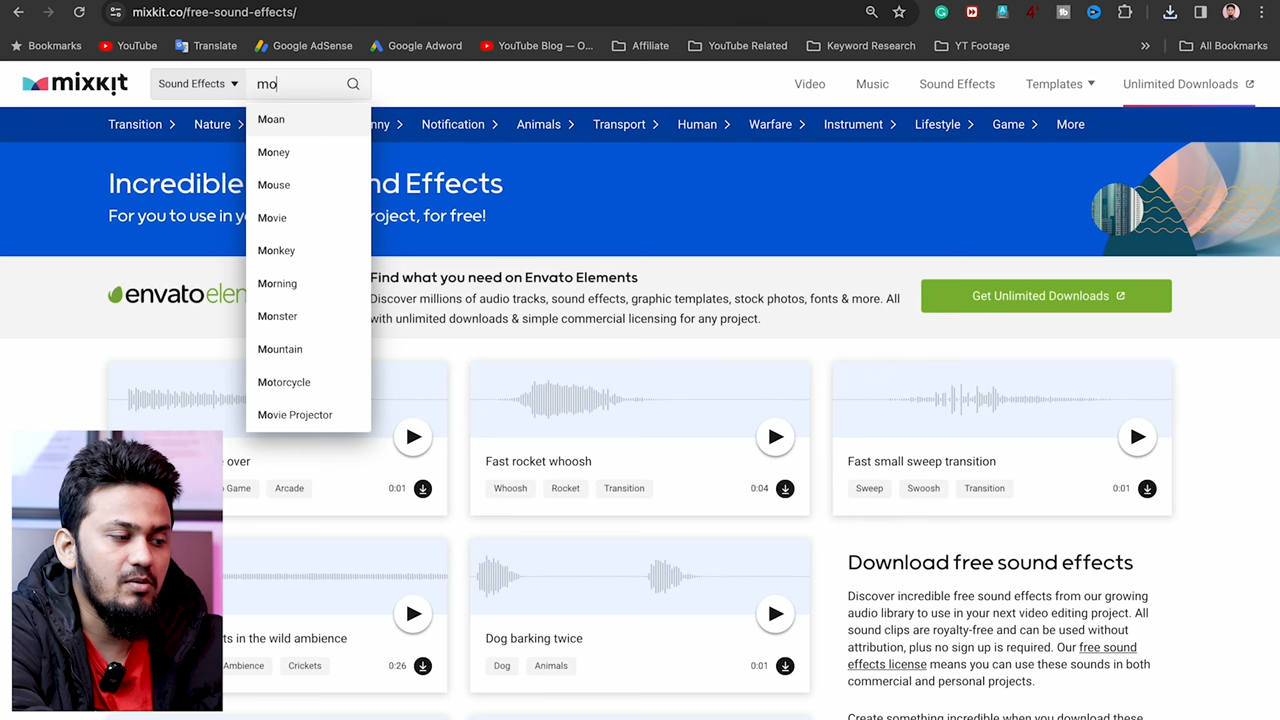 mixkit.co/free-sound-effects/
Bookmarks
YouTube
Translate
Google AdSense
Google Adword
YouTube Blog — O...
Affiliate
YouTube Related
Keyword Research
YT Footage
»
All Bookmarks
mixkit
Sound Effects
mo
Video
Music
Sound Effects
Templates
Unlimited Downloads
Transition
Nature
nny
Notification
Animals
Transport
Human
Warfare
Instrument
Lifestyle
Game
More
Moan
Money
Mouse
Movie
Monkey
Morning
Monster
Mountain
Motorcycle
Movie Projector
Incredible nd Effects
For you to use in y roject, for free!
envato elen
Find what you need on Envato Elements
Discover millions of audio tracks, sound effects, graphic templates, stock photos, fonts & more. All
with unlimited downloads & simple commercial licensing for any project.
Get Unlimited Downloads
over
Game
Arcade
0:01
Fast rocket whoosh
Whoosh
Rocket
Transition
0:04
Fast small sweep transition
Sweep
Swoosh
Transition
0:01
ts in the wild ambience
Ambience
Crickets
0:26
Dog barking twice
Dog
Animals
0:01
Download free sound effects
Discover incredible free sound effects from our growing
audio library to use in your next video editing project. All
sound clips are royalty-free and can be used without
attribution, plus no sign up is required. Our free sound
effects license means you can use these sounds in both
commercial and personal projects.
Create something incredible when you download these